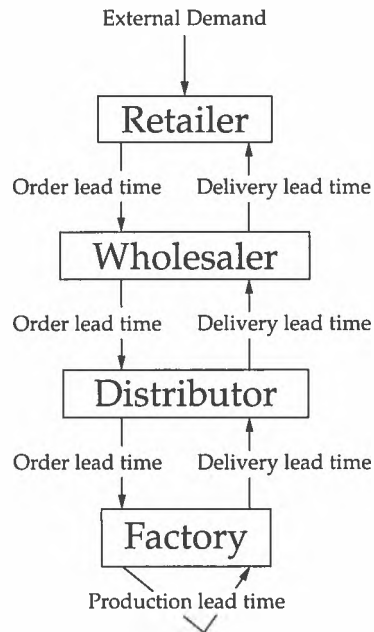 External Demand
Retailer
Order lead time Delivery lead time
Wholesaler
Order lead time Delivery lead time
Distributor
Order lead time Delivery lead time
Factory
Production lead time